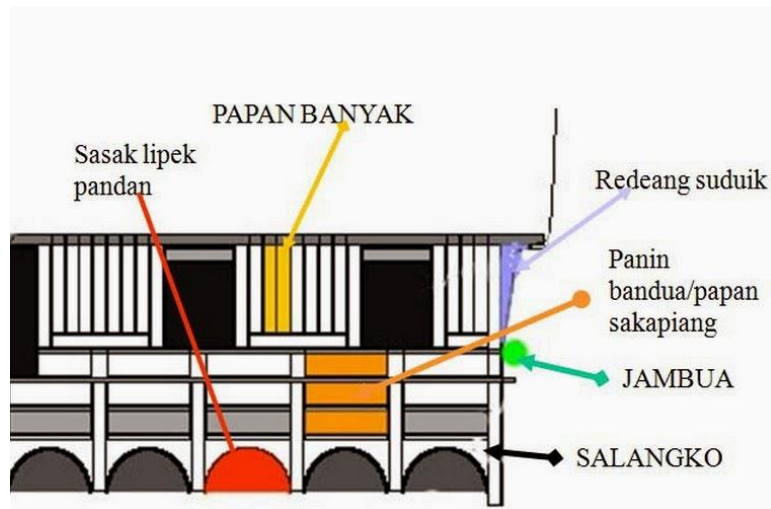 PAPAN BANYAK
Sasak lipek
pandan
Redeang suduik
Panin
bandua/papan
sakapiang
JAMBUA
SALANGKO